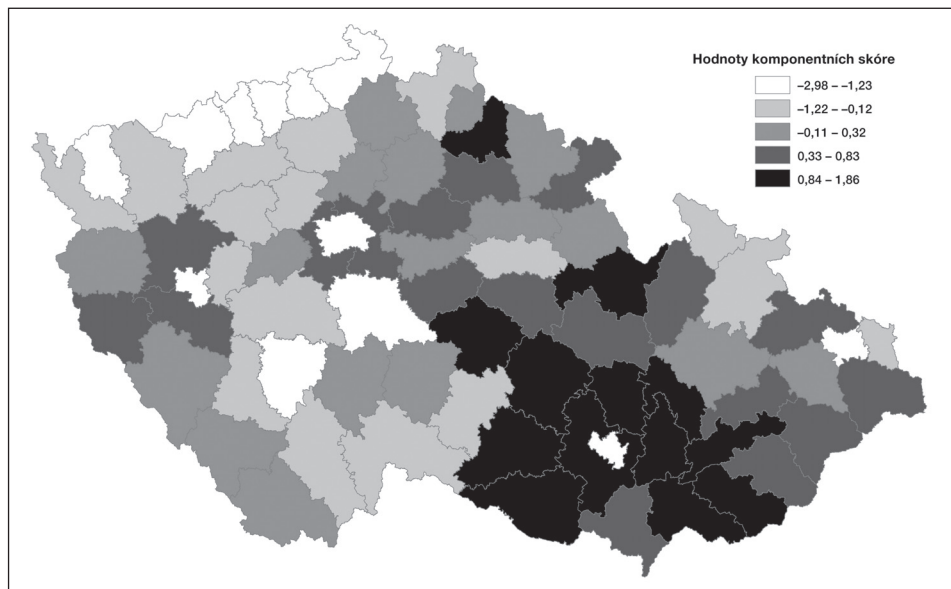 Hodnoty komponentních skóre
−2,98 – −1,23
−1,22 – −0,12
−0,11 – 0,32
0,33 – 0,83
0,84 – 1,86